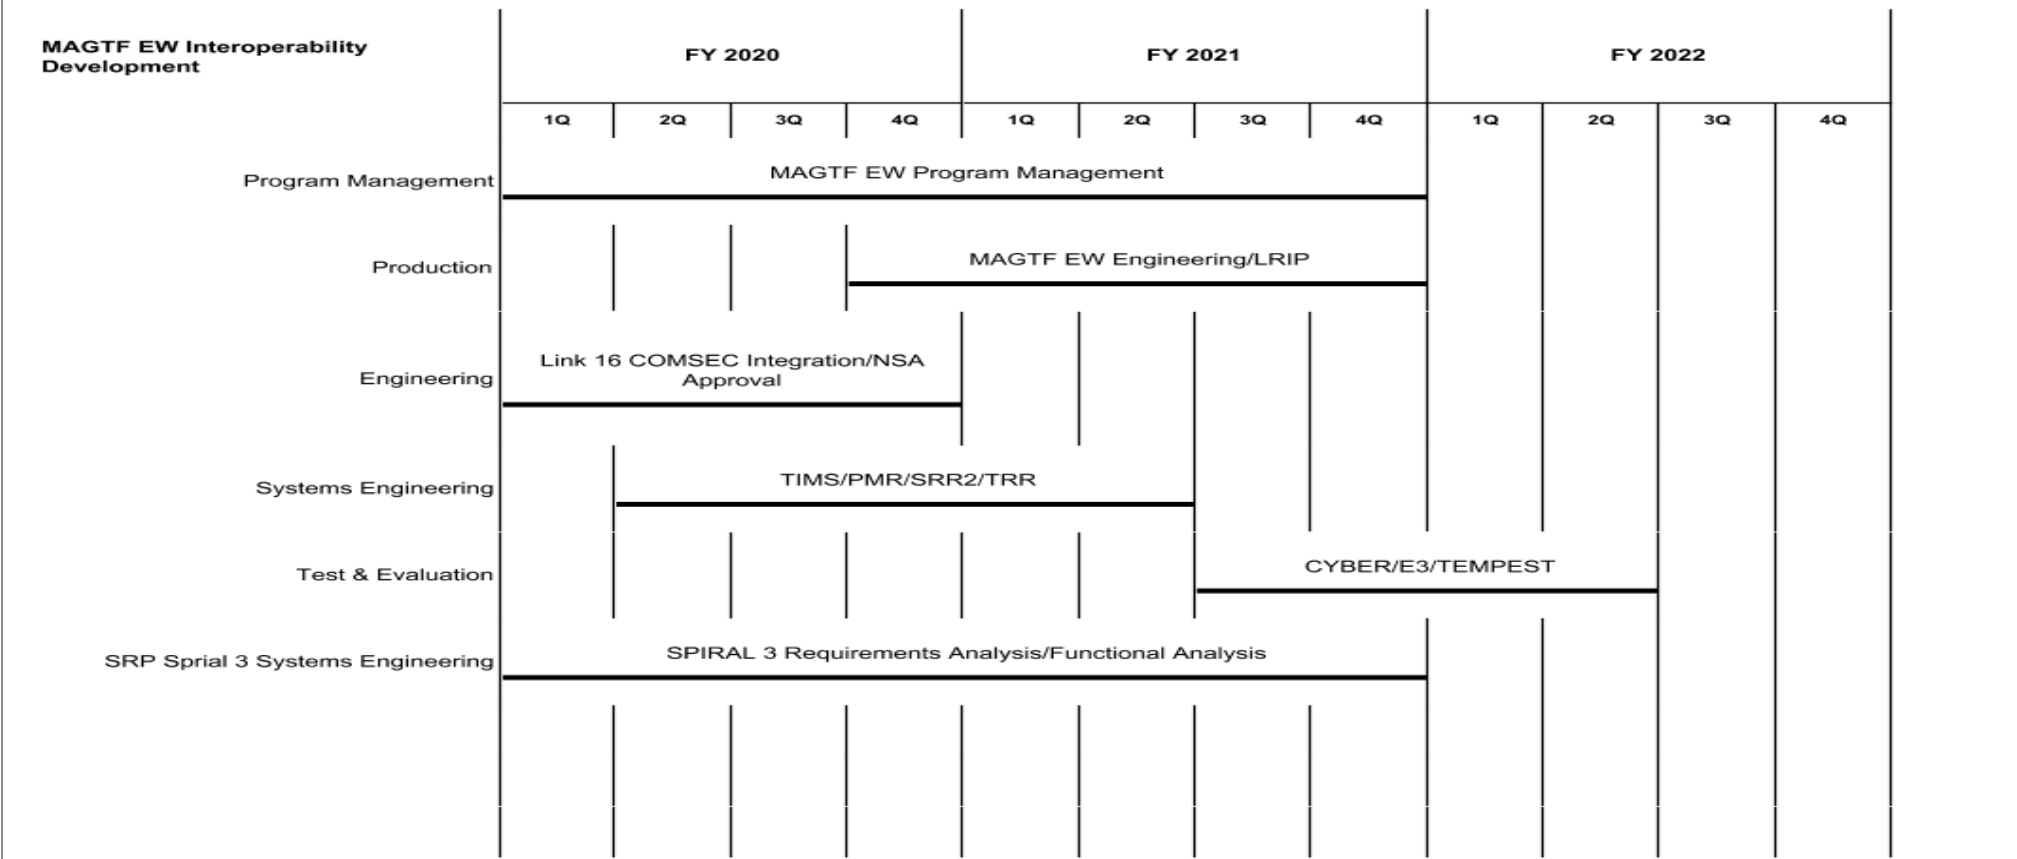 MAGTF EW Interoperability
Development
FY 2020
FY 2021
FY 2022
1Q 2Q 3Q 4Q 1Q 2Q 3Q 4Q 1Q 2Q 3Q 4Q
Program Management
MAGTF EW Program Management
Production
MAGTF EW Engineering/LRIP
Engineering
Link 16 COMSEC Integration/NSA
Approval
Systems Engineering
TIMS/PMR/SRR2/TRR
Test & Evaluation
CYBER/E3/TEMPEST
SRP Sprial 3 Systems Engineering
SPIRAL 3 Requirements Analysis/Functional Analysis